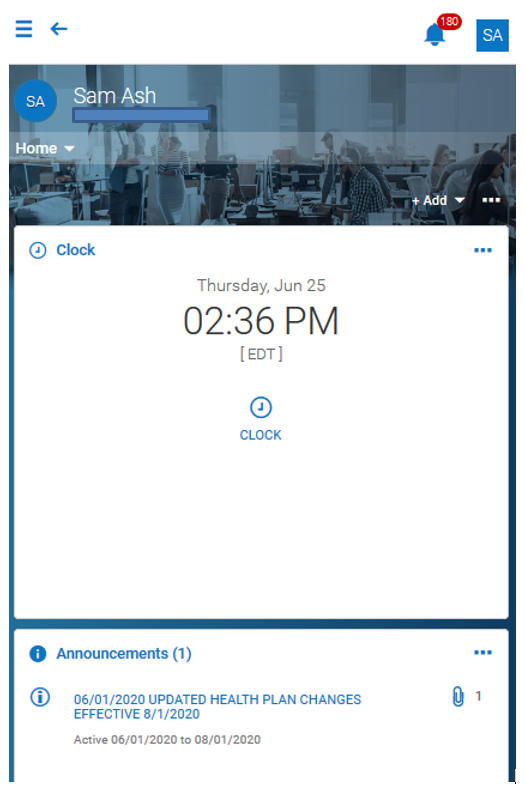 180
SA
SA
Sam Ash
Home
+ Add
Clock
Thursday, Jun 25
02:36 PM
[ EDT ]
CLOCK
Announcements (1)
06/01/2020 UPDATED HEALTH PLAN CHANGES
EFFECTIVE 8/1/2020
1
Active 06/01/2020 to 08/01/2020